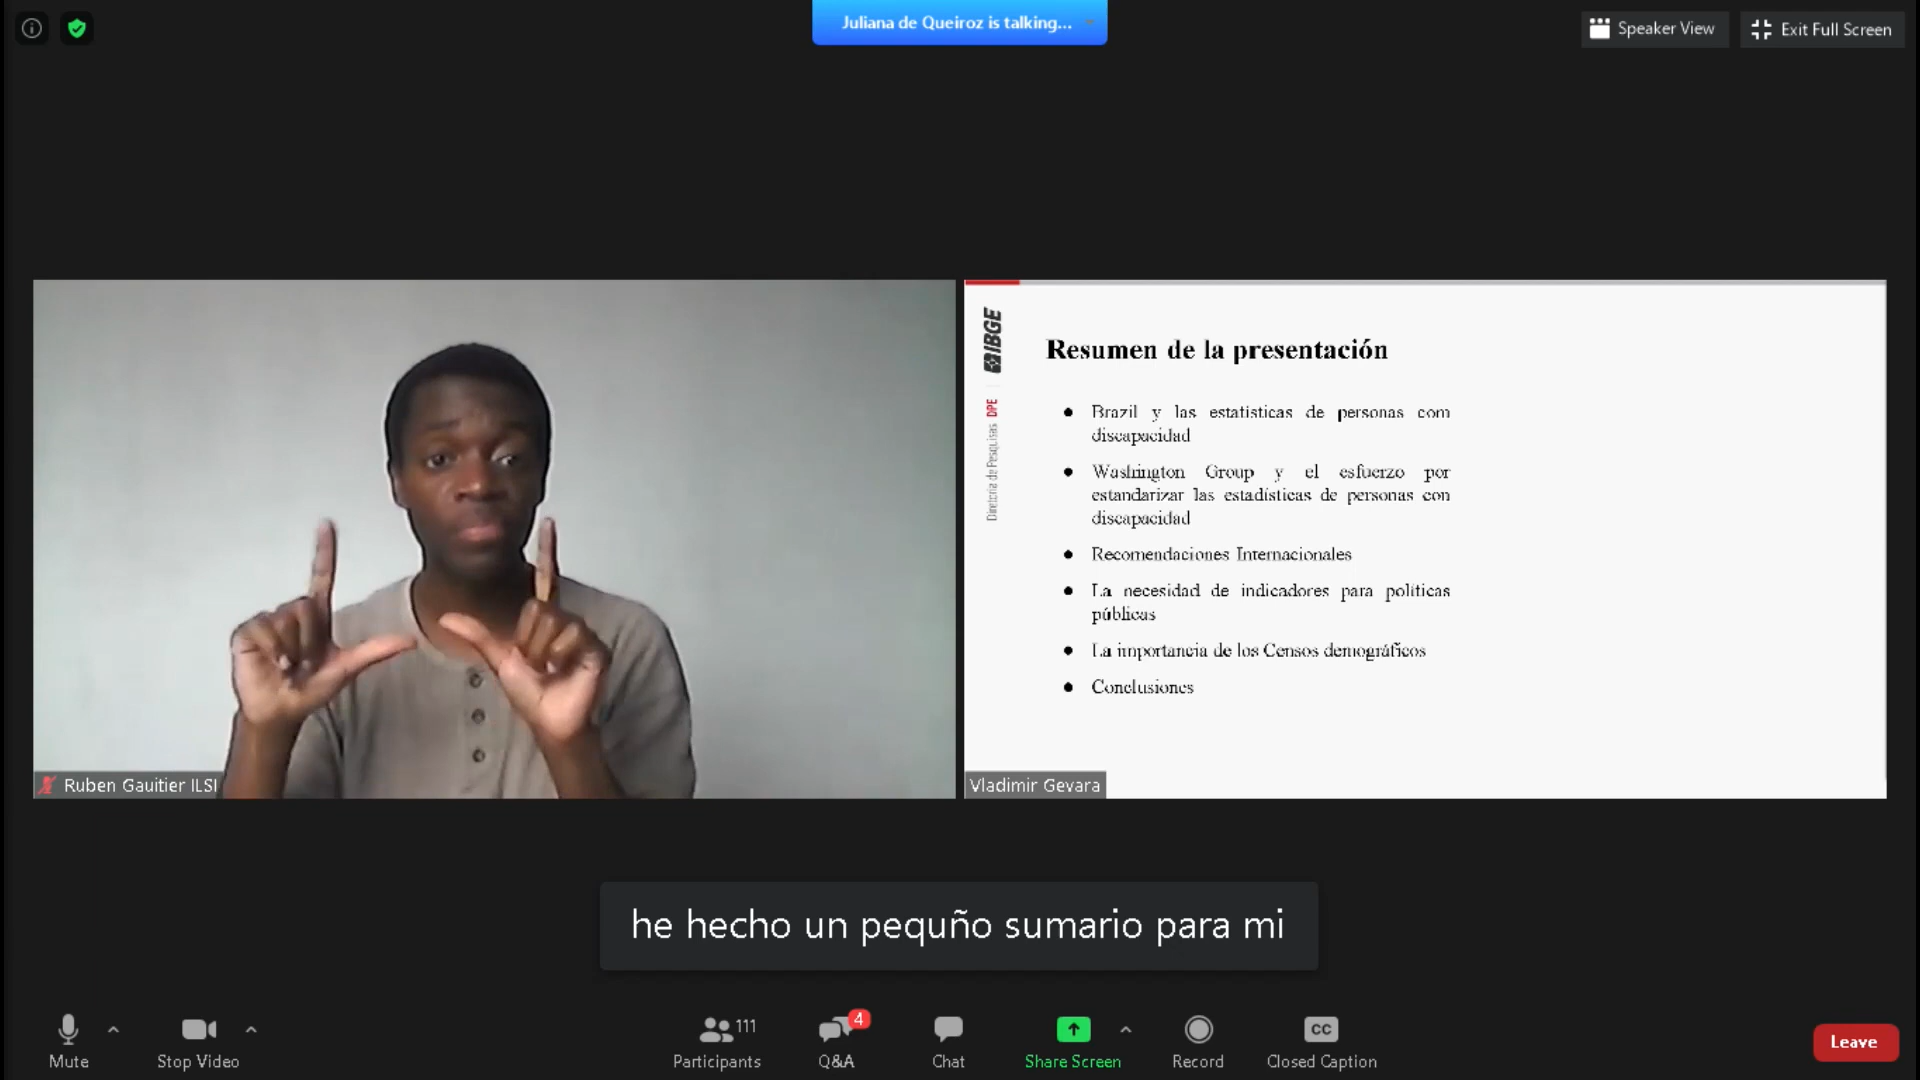 Juliana de Queiroz is talking...
Speaker View
Exit Full Screen
IBGE
Diretoria de Pesquisas DPE
Resumen de la presentación
● Brazil y las estatísticas de personas com
discapacidad
● Washington Group y el esfuerzo por
estandarizar las estadísticas de personas con
discapacidad
● Recomendaciones Internacionales
● La necesidad de indicadores para políticas
públicas
● La importancia de los Censos demográficos
● Conclusiones
Ruben Gauitier ILSI
Vladimir Gevara
he hecho un pequño sumario para mi
Mute
Stop Video
111
Participants
4
Q&A
Chat
Share Screen
Record
CC
Closed Caption
Leave